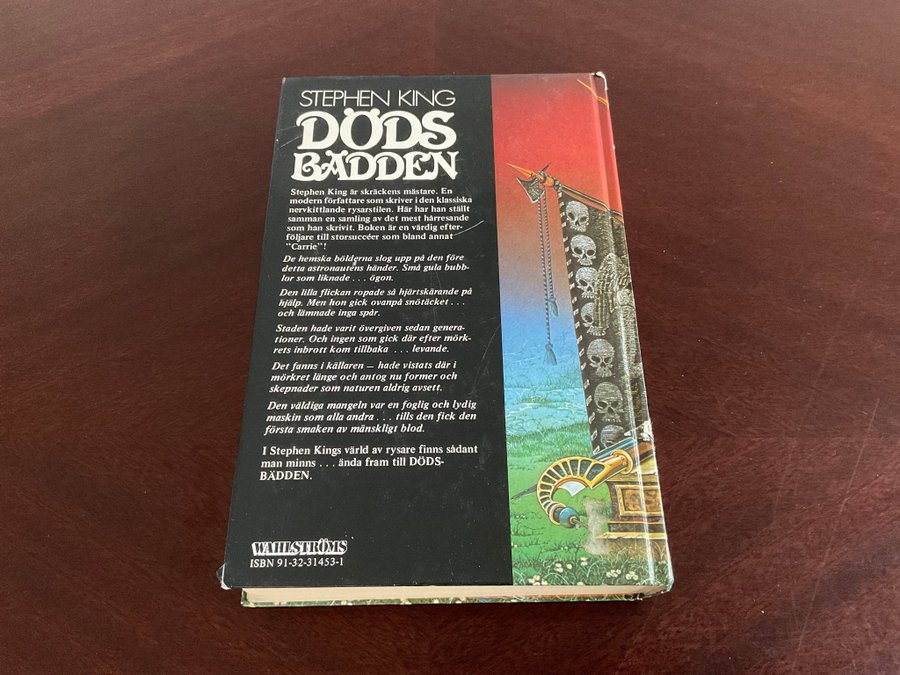 STEPHEN KING
DÖDS
BÄDDEN
Stephen King är skräckens mästare. En
modern författare som skriver i den klassiska
nervkittlande rysarstilen. Här har han ställt
samman en samling av det mest hårresande
som han skrivit. Boken är en värdig efter-
följare till storsuccéer som bland annat
"Carrie"!
De hemska bölderna slog upp på den före
detta astronautens händer. Små gula bubb-
lor som liknade . . . ögon.
Den lilla flickan ropade så hjärtskärande på
hjälp. Men hon gick ovanpå snötäcket . . .
och lämnade inga spår.
Staden hade varit övergiven sedan genera-
tioner. Och ingen som gick där efter mörk-
rets inbrott kom tillbaka . . . levande.
Det fanns i källaren — hade vistats där i
mörkret länge och antog nu former och
skepnader som naturen aldrig avsett.
Den väldiga mangeln var en foglig och lydig
maskin som alla andra . . . tills den fick den
första smaken av mänskligt blod.
I Stephen Kings värld av rysare finns sådant
man minns . . . ända fram till DÖDS-
BÄDDEN.
WAHLSTRÖMS
ISBN 91-32-31453-1